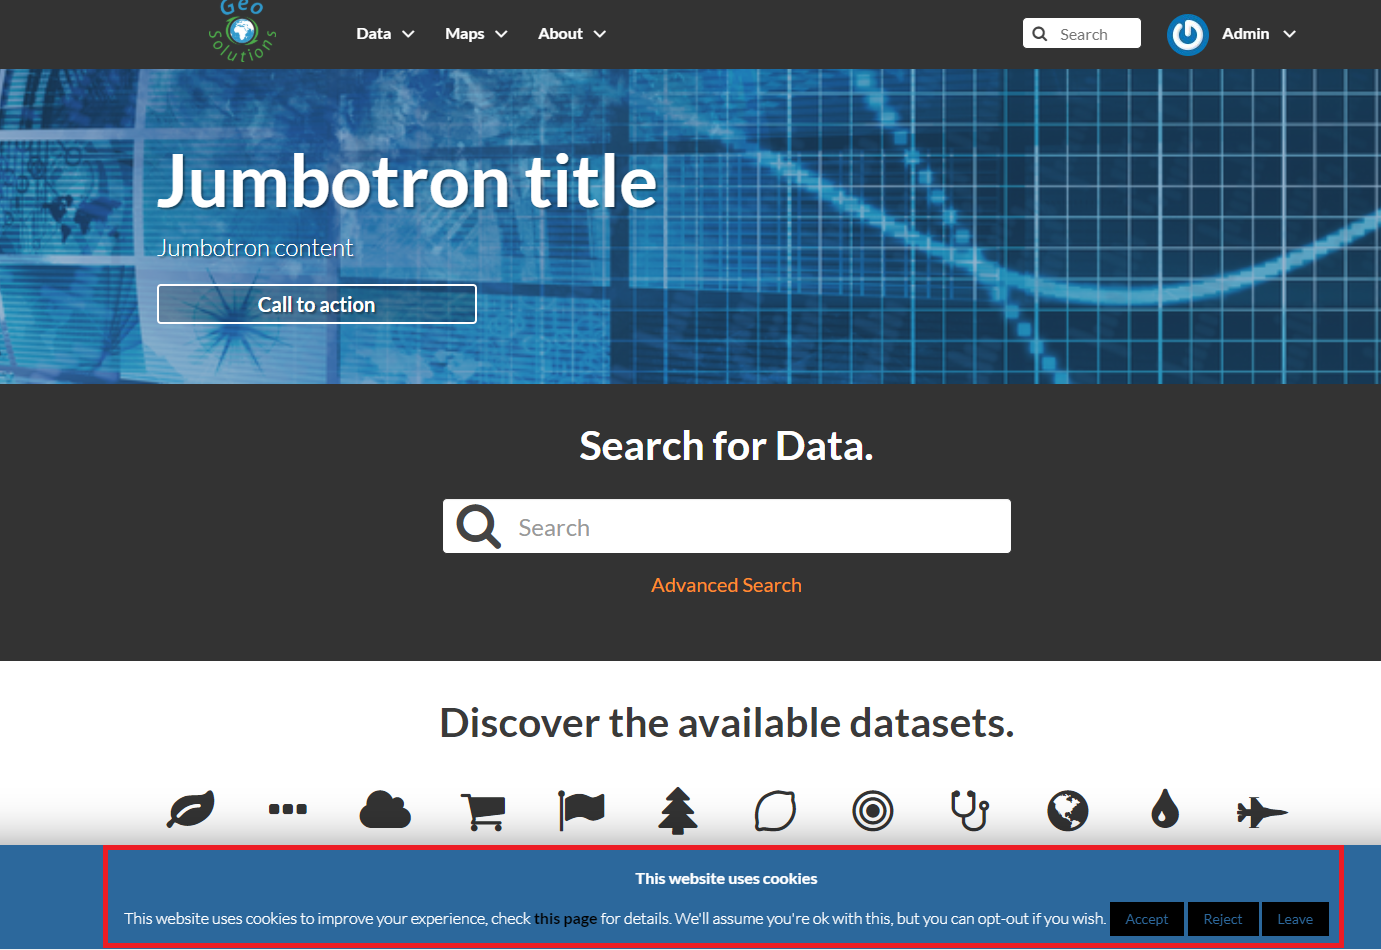 Geo
Solutions
Data Maps About Search Admin
Jumbotron title
Jumbotron content
Call to action
Search for Data.
Search
Advanced Search
Discover the available datasets.
This website uses cookies
This website uses cookies to improve your experience, check this page for details. We'll assume you're ok with this, but you can opt-out if you wish. Accept Reject Leave